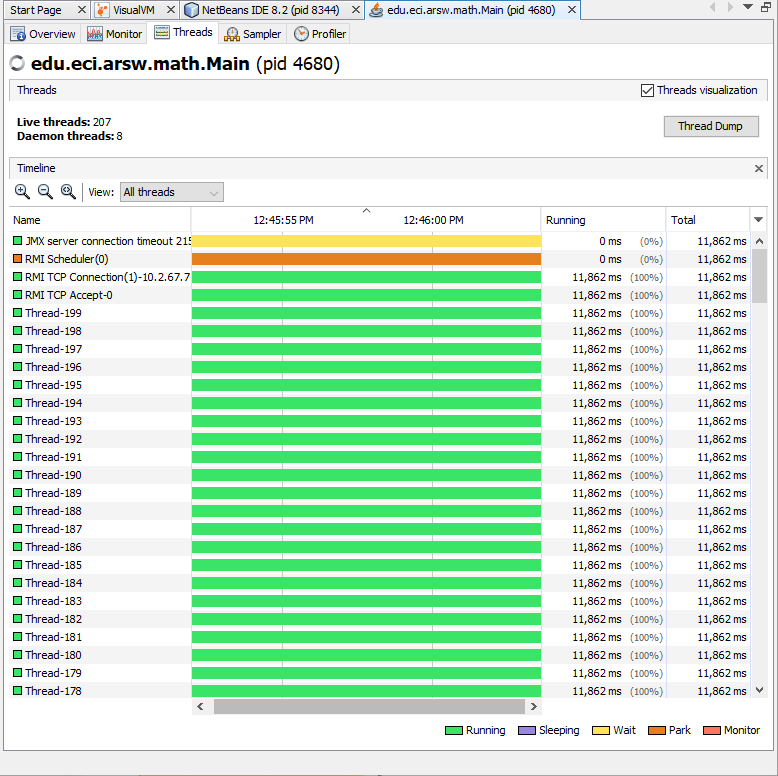 Start Page VisualVM NetBeans IDE 8.2 (pid 8344) edu.eci.arsw.math.Main (pid 4680)
Overview Monitor Threads Sampler Profiler
edu.eci.arsw.math.Main (pid 4680)
Threads Threads visualization
Live threads: 207
Daemon threads: 8
Thread Dump
Timeline
View: All threads
Name 12:45:55 PM 12:46:00 PM Running Total
JMX server connection timeout 215 0 ms (0%) 11,862 ms
RMI Scheduler(0) 0 ms (0%) 11,862 ms
RMI TCP Connection(1)-10.2.67.7 11,862 ms (100%) 11,862 ms
RMI TCP Accept-0 11,862 ms (100%) 11,862 ms
Thread-199 11,862 ms (100%) 11,862 ms
Thread-198 11,862 ms (100%) 11,862 ms
Thread-197 11,862 ms (100%) 11,862 ms
Thread-196 11,862 ms (100%) 11,862 ms
Thread-195 11,862 ms (100%) 11,862 ms
Thread-194 11,862 ms (100%) 11,862 ms
Thread-193 11,862 ms (100%) 11,862 ms
Thread-192 11,862 ms (100%) 11,862 ms
Thread-191 11,862 ms (100%) 11,862 ms
Thread-190 11,862 ms (100%) 11,862 ms
Thread-189 11,862 ms (100%) 11,862 ms
Thread-188 11,862 ms (100%) 11,862 ms
Thread-187 11,862 ms (100%) 11,862 ms
Thread-186 11,862 ms (100%) 11,862 ms
Thread-185 11,862 ms (100%) 11,862 ms
Thread-184 11,862 ms (100%) 11,862 ms
Thread-183 11,862 ms (100%) 11,862 ms
Thread-182 11,862 ms (100%) 11,862 ms
Thread-181 11,862 ms (100%) 11,862 ms
Thread-180 11,862 ms (100%) 11,862 ms
Thread-179 11,862 ms (100%) 11,862 ms
Thread-178 11,862 ms (100%) 11,862 ms
Running Sleeping Wait Park Monitor